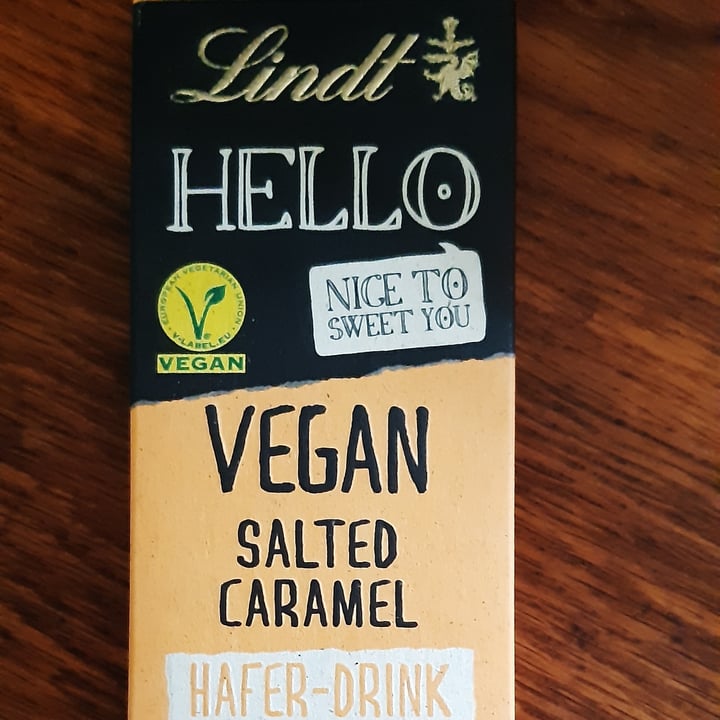 Lindt
HELLO
NICE TO
SWEET YOU
EUROPEAN VEGETARIAN UNION
V-LABEL.EU
VEGAN
VEGAN
SALTED
CARAMEL
HAFER-DRINK